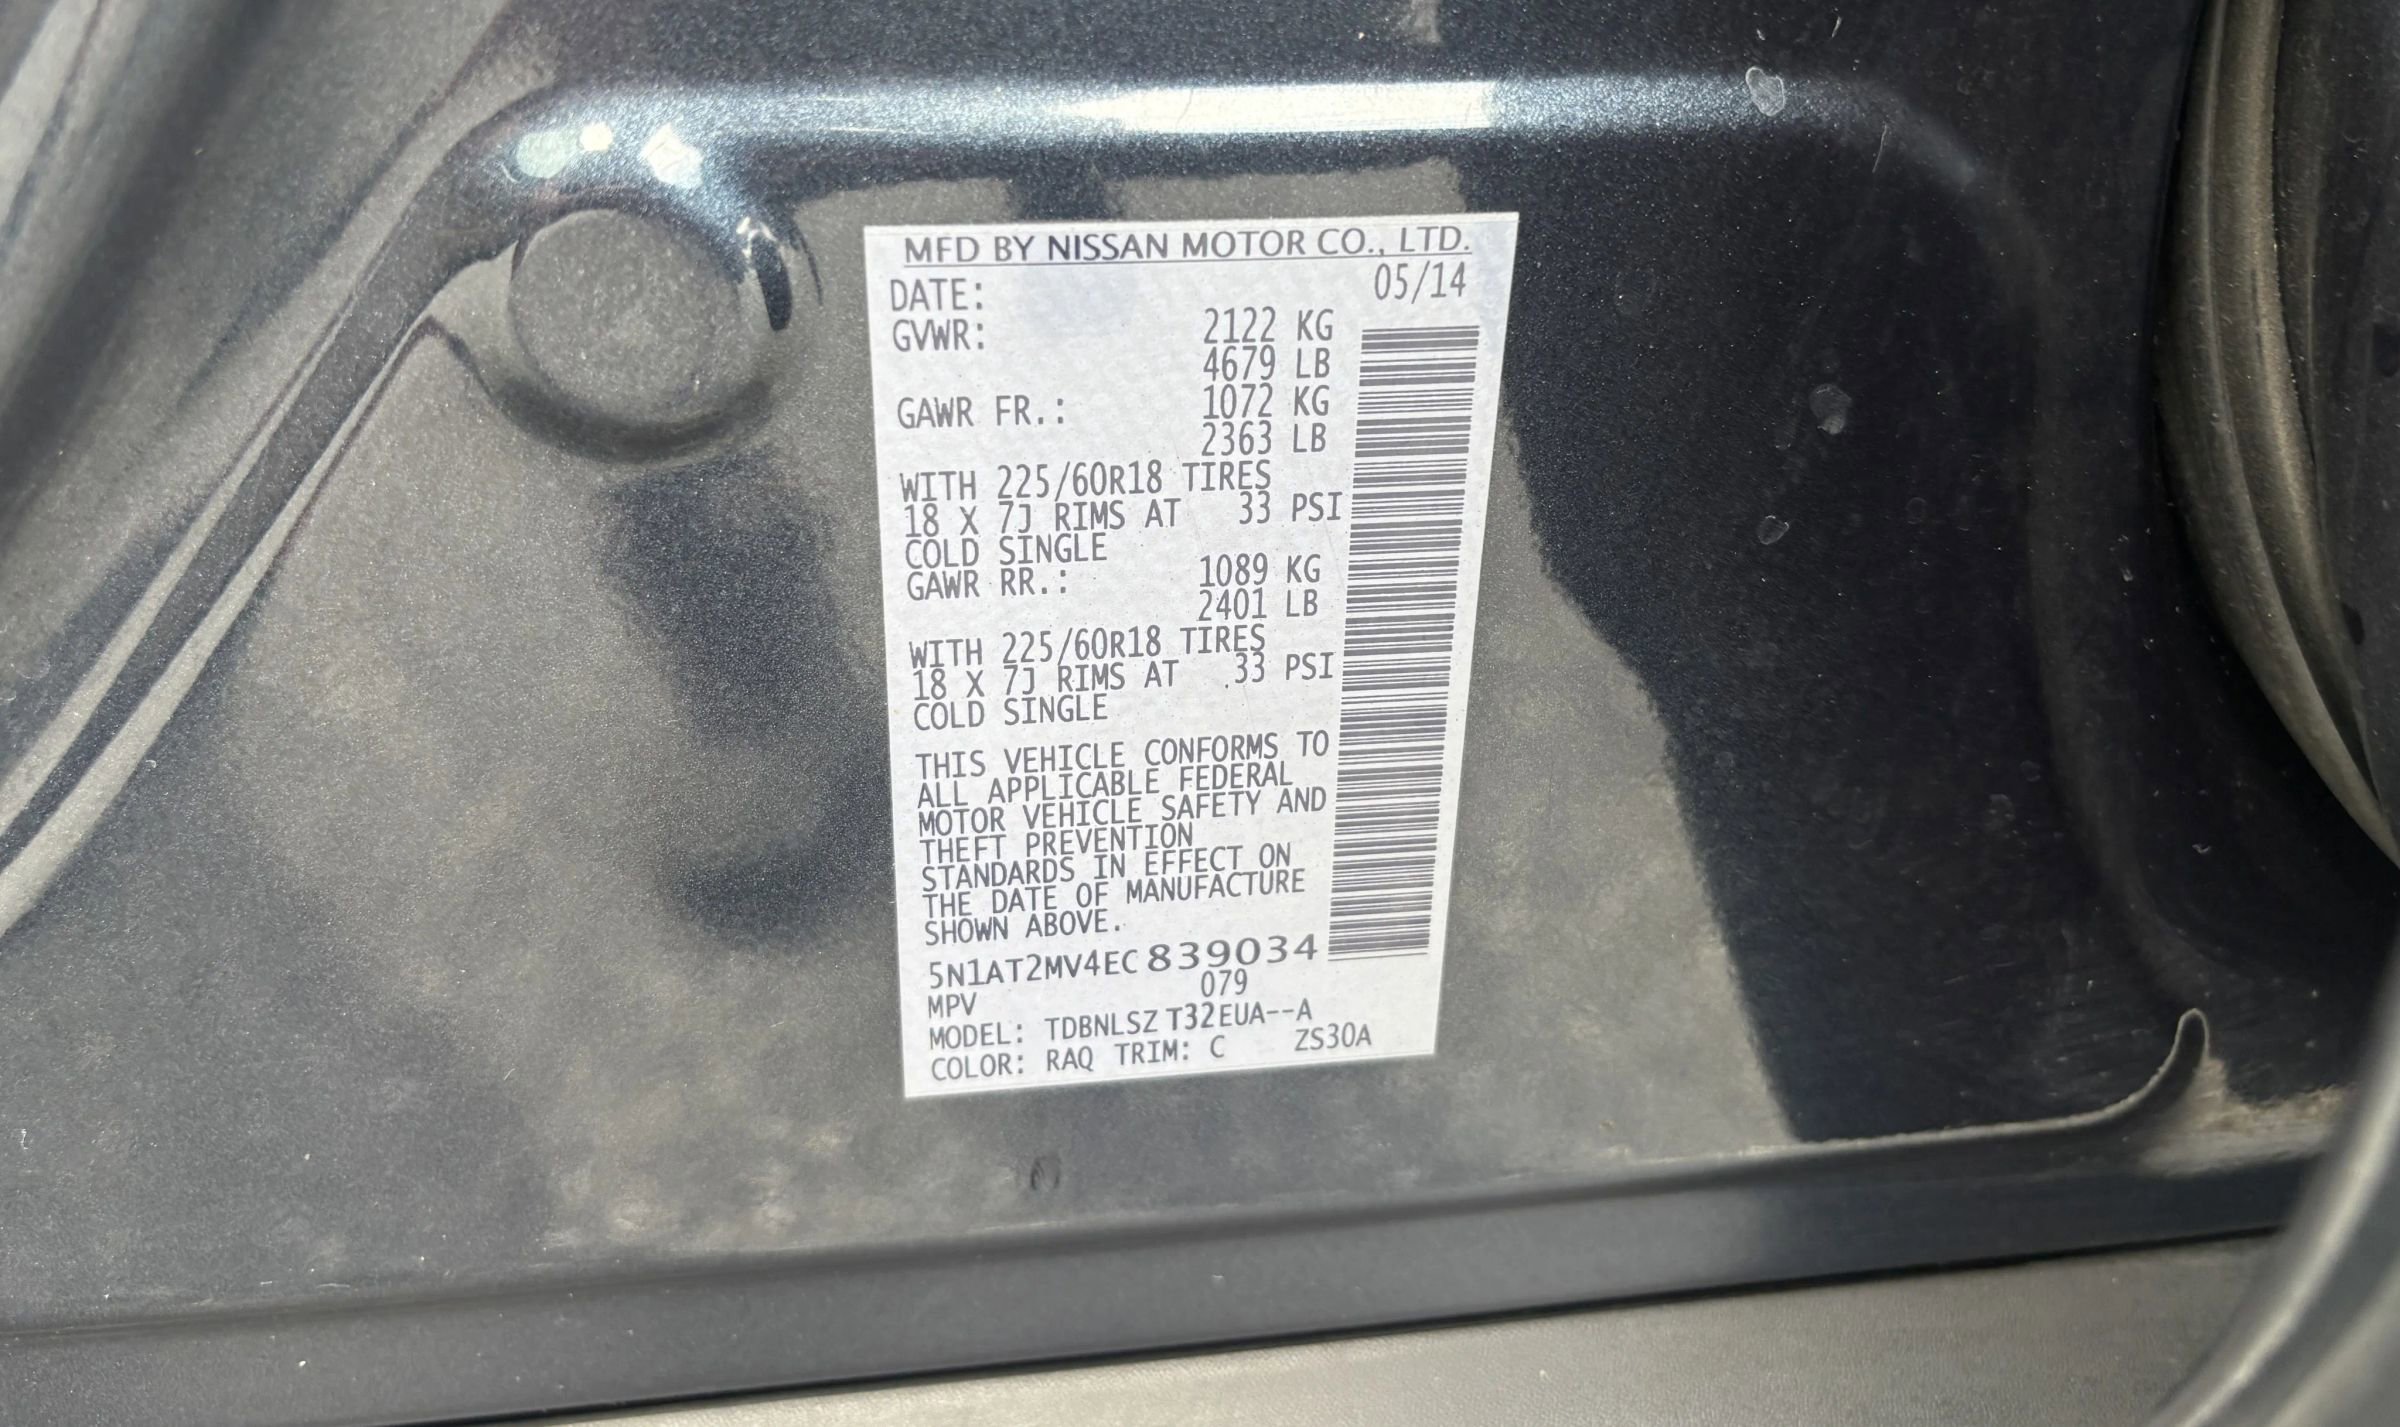 MFD BY NISSAN MOTOR CO., LTD.
DATE: 05/14
GVWR: 2122 KG
4679 LB
GAWR FR.: 1072 KG
2363 LB
WITH 225/60R18 TIRES
18 X 7J RIMS AT 33 PSI
COLD SINGLE
GAWR RR.: 1089 KG
2401 LB
WITH 225/60R18 TIRES
18 X 7J RIMS AT 33 PSI
COLD SINGLE
THIS VEHICLE CONFORMS TO
ALL APPLICABLE FEDERAL
MOTOR VEHICLE SAFETY AND
THEFT PREVENTION
STANDARDS IN EFFECT ON
THE DATE OF MANUFACTURE
SHOWN ABOVE.
5N1AT2MV4EC839034
MPV 079
MODEL: TDBNLSZ T32EUA--A
COLOR: RAQ TRIM: C ZS30A